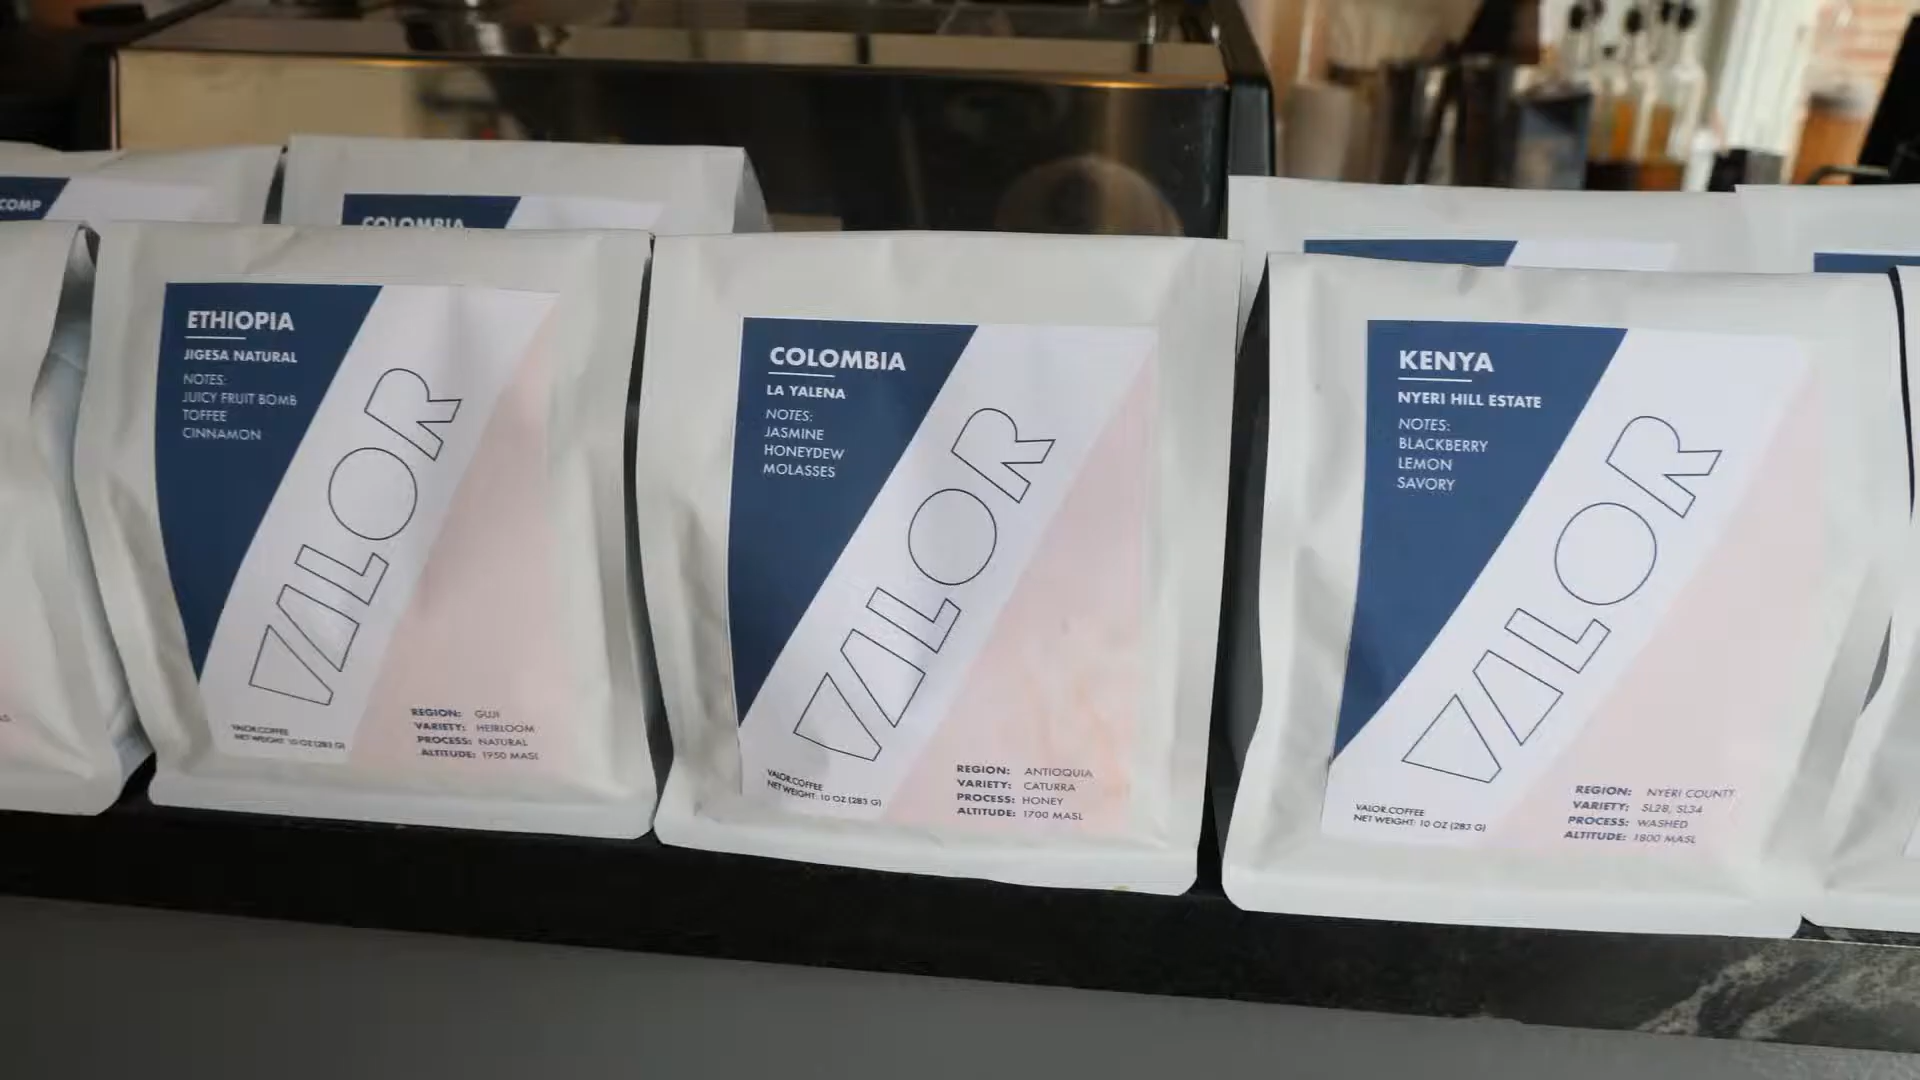 COMP
COLOMBIA
ETHIOPIA
JIGESA NATURAL
NOTES:
JUICY FRUIT BOMB
TOFFEE
CINNAMON
VALOR
VALOR.COFFEE
NET WEIGHT: 10 OZ (283 G)
REGION: GUJI
VARIETY: HEIRLOOM
PROCESS: NATURAL
ALTITUDE: 1950 MASL
COLOMBIA
LA YALENA
NOTES:
JASMINE
HONEYDEW
MOLASSES
VALOR
VALOR.COFFEE
NET WEIGHT: 10 OZ (283 G)
REGION: ANTIOQUIA
VARIETY: CATURRA
PROCESS: HONEY
ALTITUDE: 1700 MASL
KENYA
NYERI HILL ESTATE
NOTES:
BLACKBERRY
LEMON
SAVORY
VALOR
VALOR.COFFEE
NET WEIGHT: 10 OZ (283 G)
REGION: NYERI COUNTY
VARIETY: SL28, SL34
PROCESS: WASHED
ALTITUDE: 1800 MASL